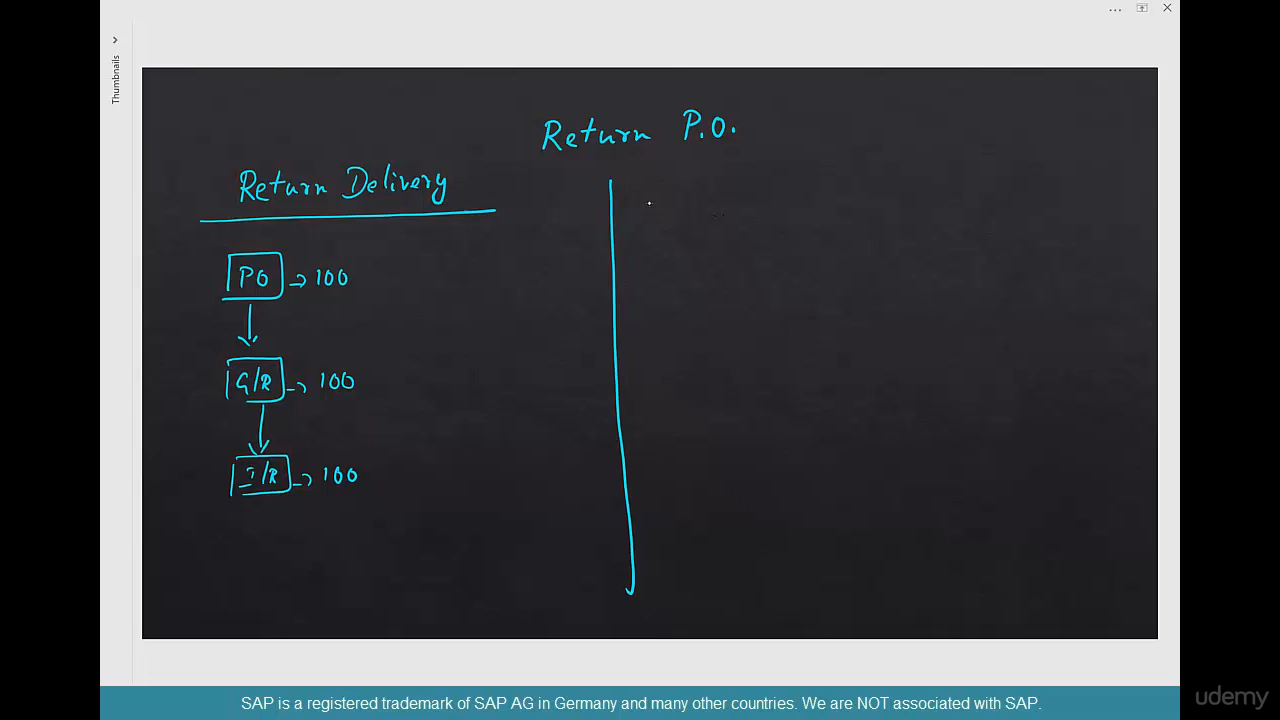 ...
Thumbnails
Return P.O.
Return Delivery
PO → 100
G/R → 100
I/R → 100
SAP is a registered trademark of SAP AG in Germany and many other countries. We are NOT associated with SAP.
udemy